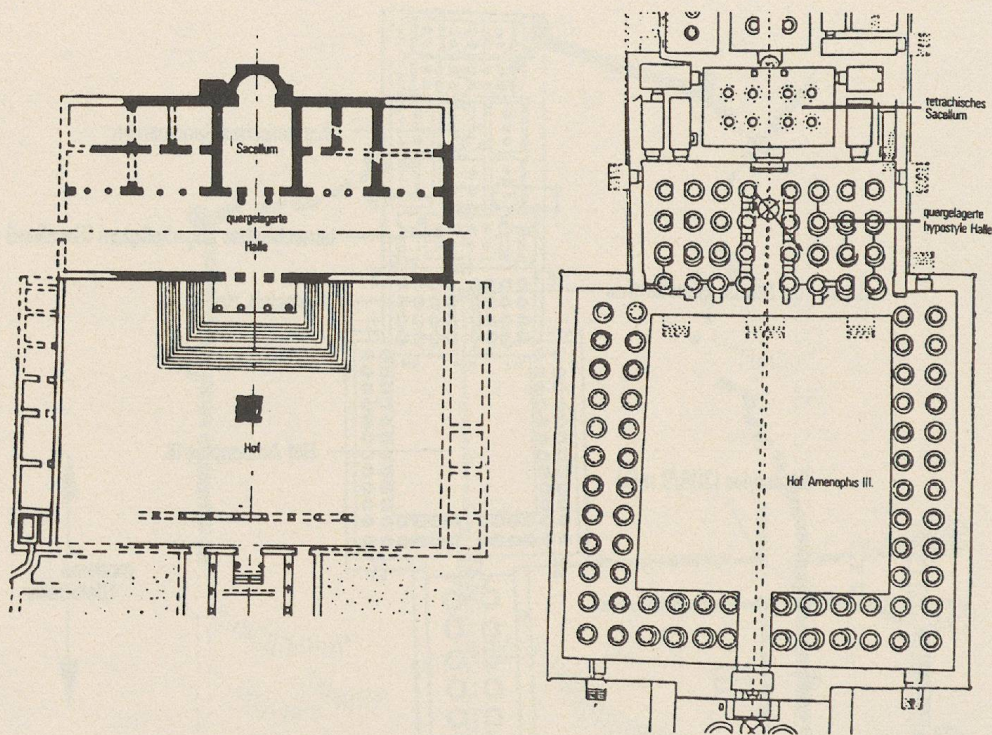 Sacellum
quergelagerte
Halle
Hof
tetrachisches
Sacellum
quergelagerte
hypostyle Halle
Hof Amenophis III.